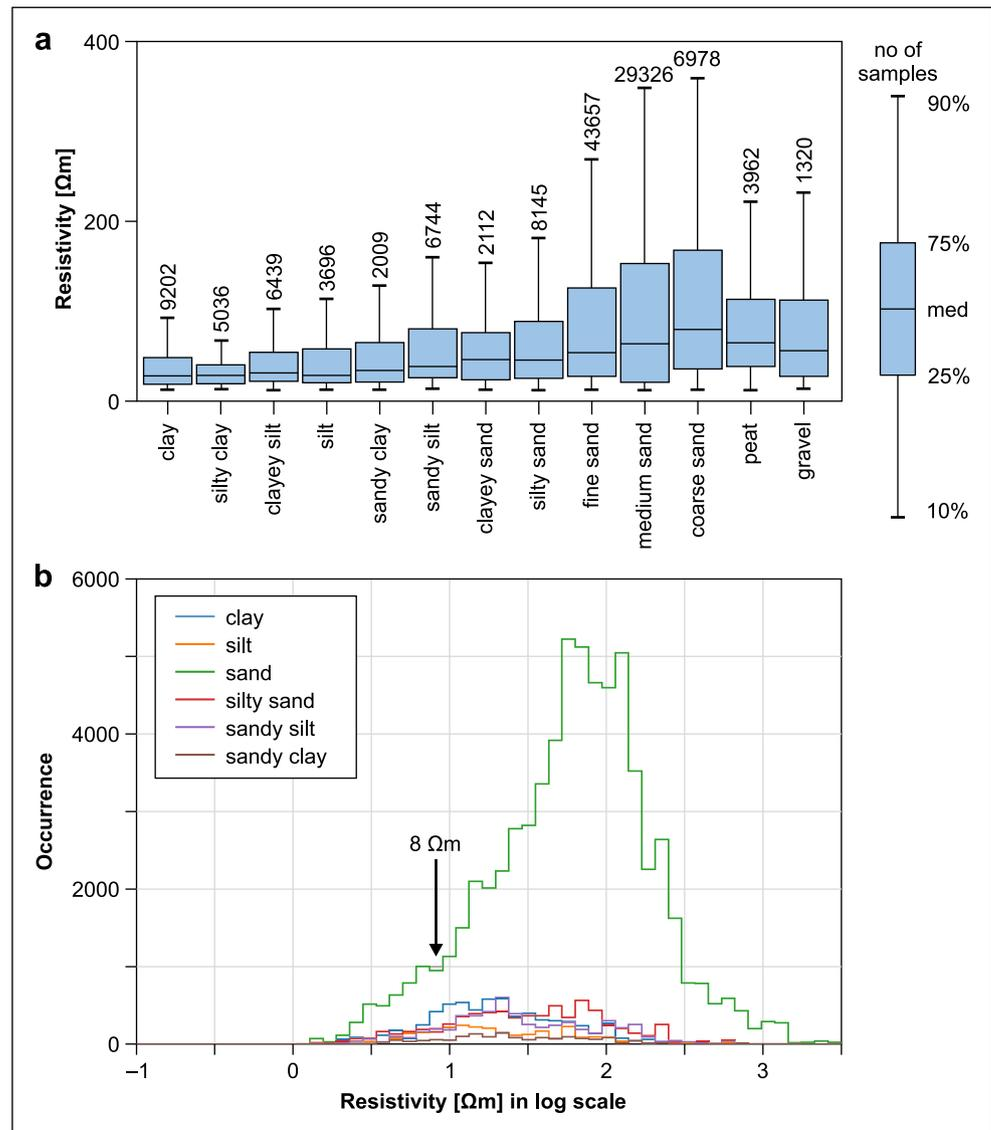 a
400
200
0
Resistivity [Ωm]
9202
5036
6439
3696
2009
6744
2112
8145
43657
29326
6978
3962
1320
clay
silty clay
clayey silt
silt
sandy clay
sandy silt
clayey sand
silty sand
fine sand
medium sand
coarse sand
peat
gravel
no of
samples
90%
75%
med
25%
10%
b
6000
4000
2000
0
Occurrence
clay
silt
sand
silty sand
sandy silt
sandy clay
8 Ωm
–1
0
1
2
3
Resistivity [Ωm] in log scale